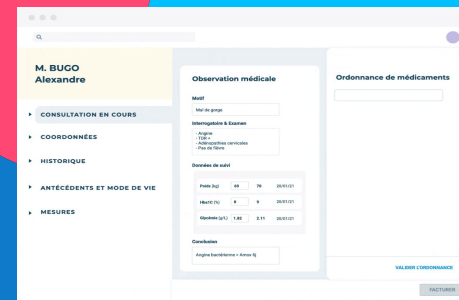 M. BUGO
Alexandre
CONSULTATION EN COURS
COORDONNÉES
HISTORIQUE
ANTÉCÉDENTS ET MODE DE VIE
MESURES
Observation médicale
Motif
Mal de gorge
Interrogatoire & Examen
- Angine
- TDR +
- Adénopathies cervicales
- Pas de fièvre
Données de suivi
Poids (kg) 69 70 20/01/21
Hba1C (%) 6 6 20/01/21
Glycémie (g/L) 1.82 2,11 20/01/21
Conclusion
Angine bactérienne = Amox 6j
Ordonnance de médicaments
VALIDER L'ORDONNANCE
FACTURER